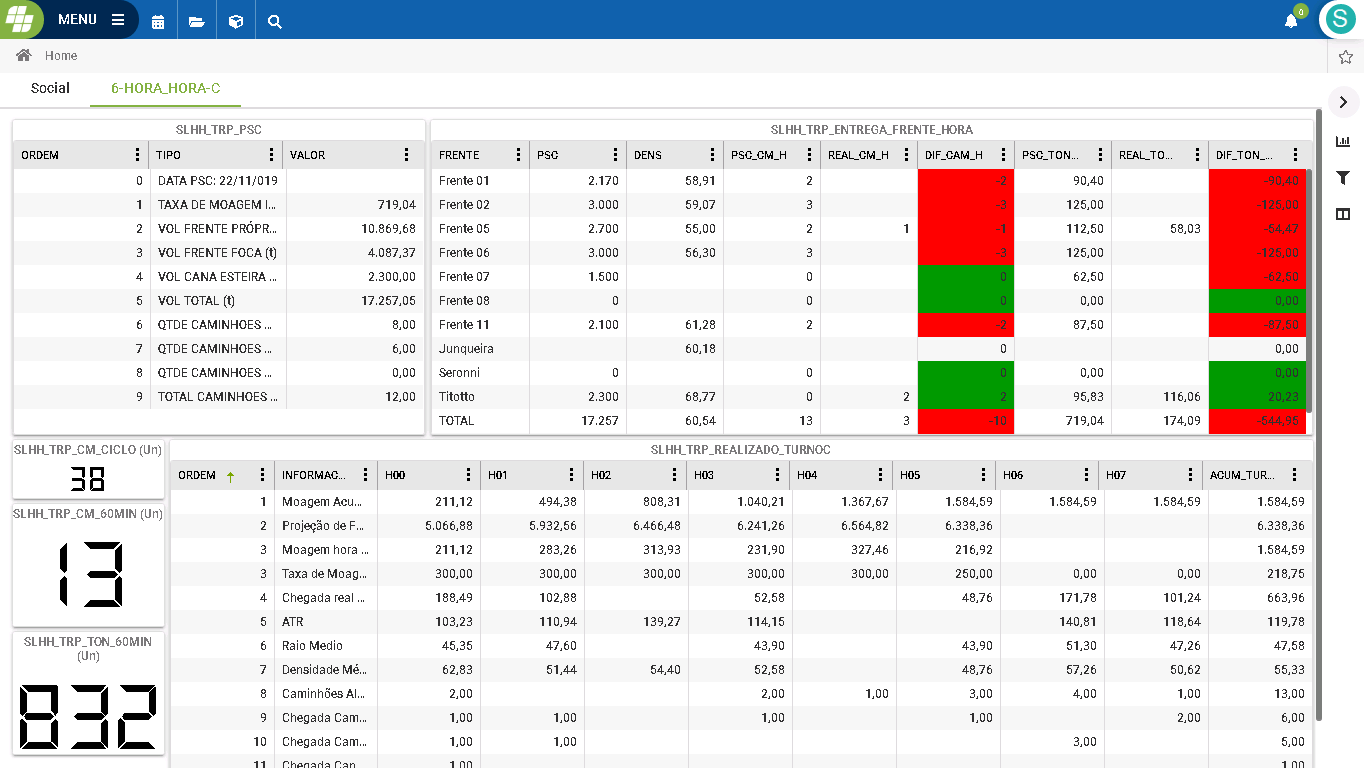 MENU
0
S
Home
Social 6-HORA_HORA-C
SLHH_TRP_PSC
ORDEM TIPO VALOR
0 DATA PSC: 22/11/019
1 TAXA DE MOAGEM I... 719,04
2 VOL FRENTE PRÓPR... 10.869,68
3 VOL FRENTE FOCA (t) 4.087,37
4 VOL CANA ESTEIRA ... 2.300,00
5 VOL TOTAL (t) 17.257,05
6 QTDE CAMINHOES ... 8,00
7 QTDE CAMINHOES ... 6,00
8 QTDE CAMINHOES ... 0,00
9 TOTAL CAMINHOES ... 12,00
SLHH_TRP_ENTREGA_FRENTE_HORA
FRENTE PSC DENS PSC_CM_H REAL_CM_H DIF_CAM_H PSC_TON... REAL_TO... DIF_TON_...
Frente 01 2.170 58,91 2 -2 90,40 -90,40
Frente 02 3.000 59,07 3 -3 125,00 -125,00
Frente 05 2.700 55,00 2 1 -1 112,50 58,03 -54,47
Frente 06 3.000 56,30 3 -3 125,00 -125,00
Frente 07 1.500 0 0 62,50 -62,50
Frente 08 0 0 0 0,00 0,00
Frente 11 2.100 61,28 2 -2 87,50 -87,50
Junqueira 60,18 0 0,00
Seronni 0 0 0 0,00 0,00
Titotto 2.300 68,77 0 2 2 95,83 116,06 20,23
TOTAL 17.257 60,54 13 3 -10 719,04 174,09 -544,95
SLHH_TRP_CM_CICLO (Un)
38
SLHH_TRP_CM_60MIN (Un)
13
SLHH_TRP_TON_60MIN
(Un)
832
SLHH_TRP_REALIZADO_TURNOC
ORDEM INFORMAC... H00 H01 H02 H03 H04 H05 H06 H07 ACUM_TUR...
1 Moagem Acu... 211,12 494,38 808,31 1.040,21 1.367,67 1.584,59 1.584,59 1.584,59 1.584,59
2 Projeção de F... 5.066,88 5.932,56 6.466,48 6.241,26 6.564,82 6.338,36 6.338,36
3 Moagem hora ... 211,12 283,26 313,93 231,90 327,46 216,92 1.584,59
3 Taxa de Moag... 300,00 300,00 300,00 300,00 300,00 250,00 0,00 0,00 218,75
4 Chegada real ... 188,49 102,88 52,58 48,76 171,78 101,24 663,96
5 ATR 103,23 110,94 139,27 114,15 140,81 118,64 119,78
6 Raio Medio 45,35 47,60 43,90 43,90 51,30 47,26 47,58
7 Densidade Mé... 62,83 51,44 54,40 52,58 48,76 57,26 50,62 55,33
8 Caminhões Al... 2,00 2,00 1,00 3,00 4,00 1,00 13,00
9 Chegada Cam... 1,00 1,00 1,00 1,00 2,00 6,00
10 Chegada Cam... 1,00 1,00 3,00 5,00
11 Chegada Can... 1,00 1,00